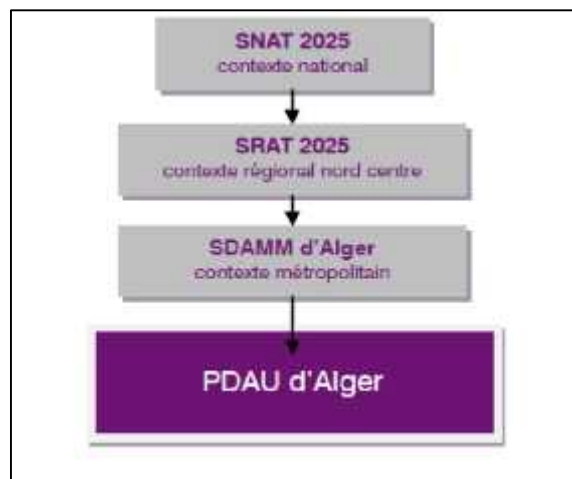 SNAT 2025
contexte national
SRAT 2025
contexte régional nord centre
SDAMM d'Alger
contexte métropolitain
PDAU d'Alger